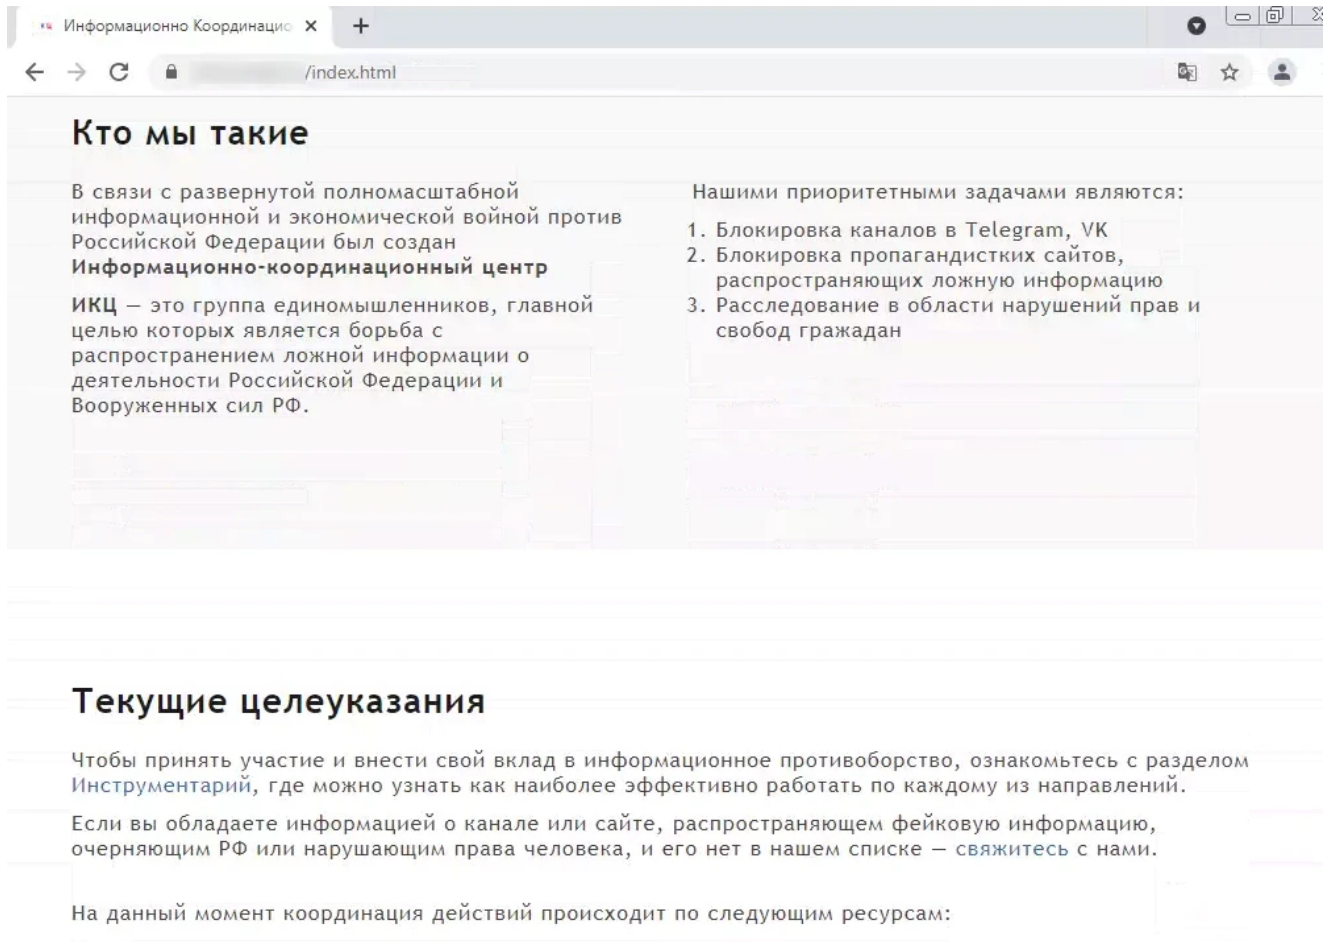 Информационно Координацио
/index.html
Кто мы такие
В связи с развернутой полномасштабной
информационной и экономической войной против
Российской Федерации был создан
Информационно-координационный центр
ИКЦ — это группа единомышленников, главной
целью которых является борьба с
распространением ложной информации о
деятельности Российской Федерации и
Вооруженных сил РФ.
Нашими приоритетными задачами являются:
1. Блокировка каналов в Telegram, VK
2. Блокировка пропагандистких сайтов,
распространяющих ложную информацию
3. Расследование в области нарушений прав и
свобод гражадан
Текущие целеуказания
Чтобы принять участие и внести свой вклад в информационное противоборство, ознакомьтесь с разделом
Инструментарий, где можно узнать как наиболее эффективно работать по каждому из направлений.
Если вы обладаете информацией о канале или сайте, распространяющем фейковую информацию,
очерняющим РФ или нарушающим права человека, и его нет в нашем списке — свяжитесь с нами.
На данный момент координация действий происходит по следующим ресурсам: